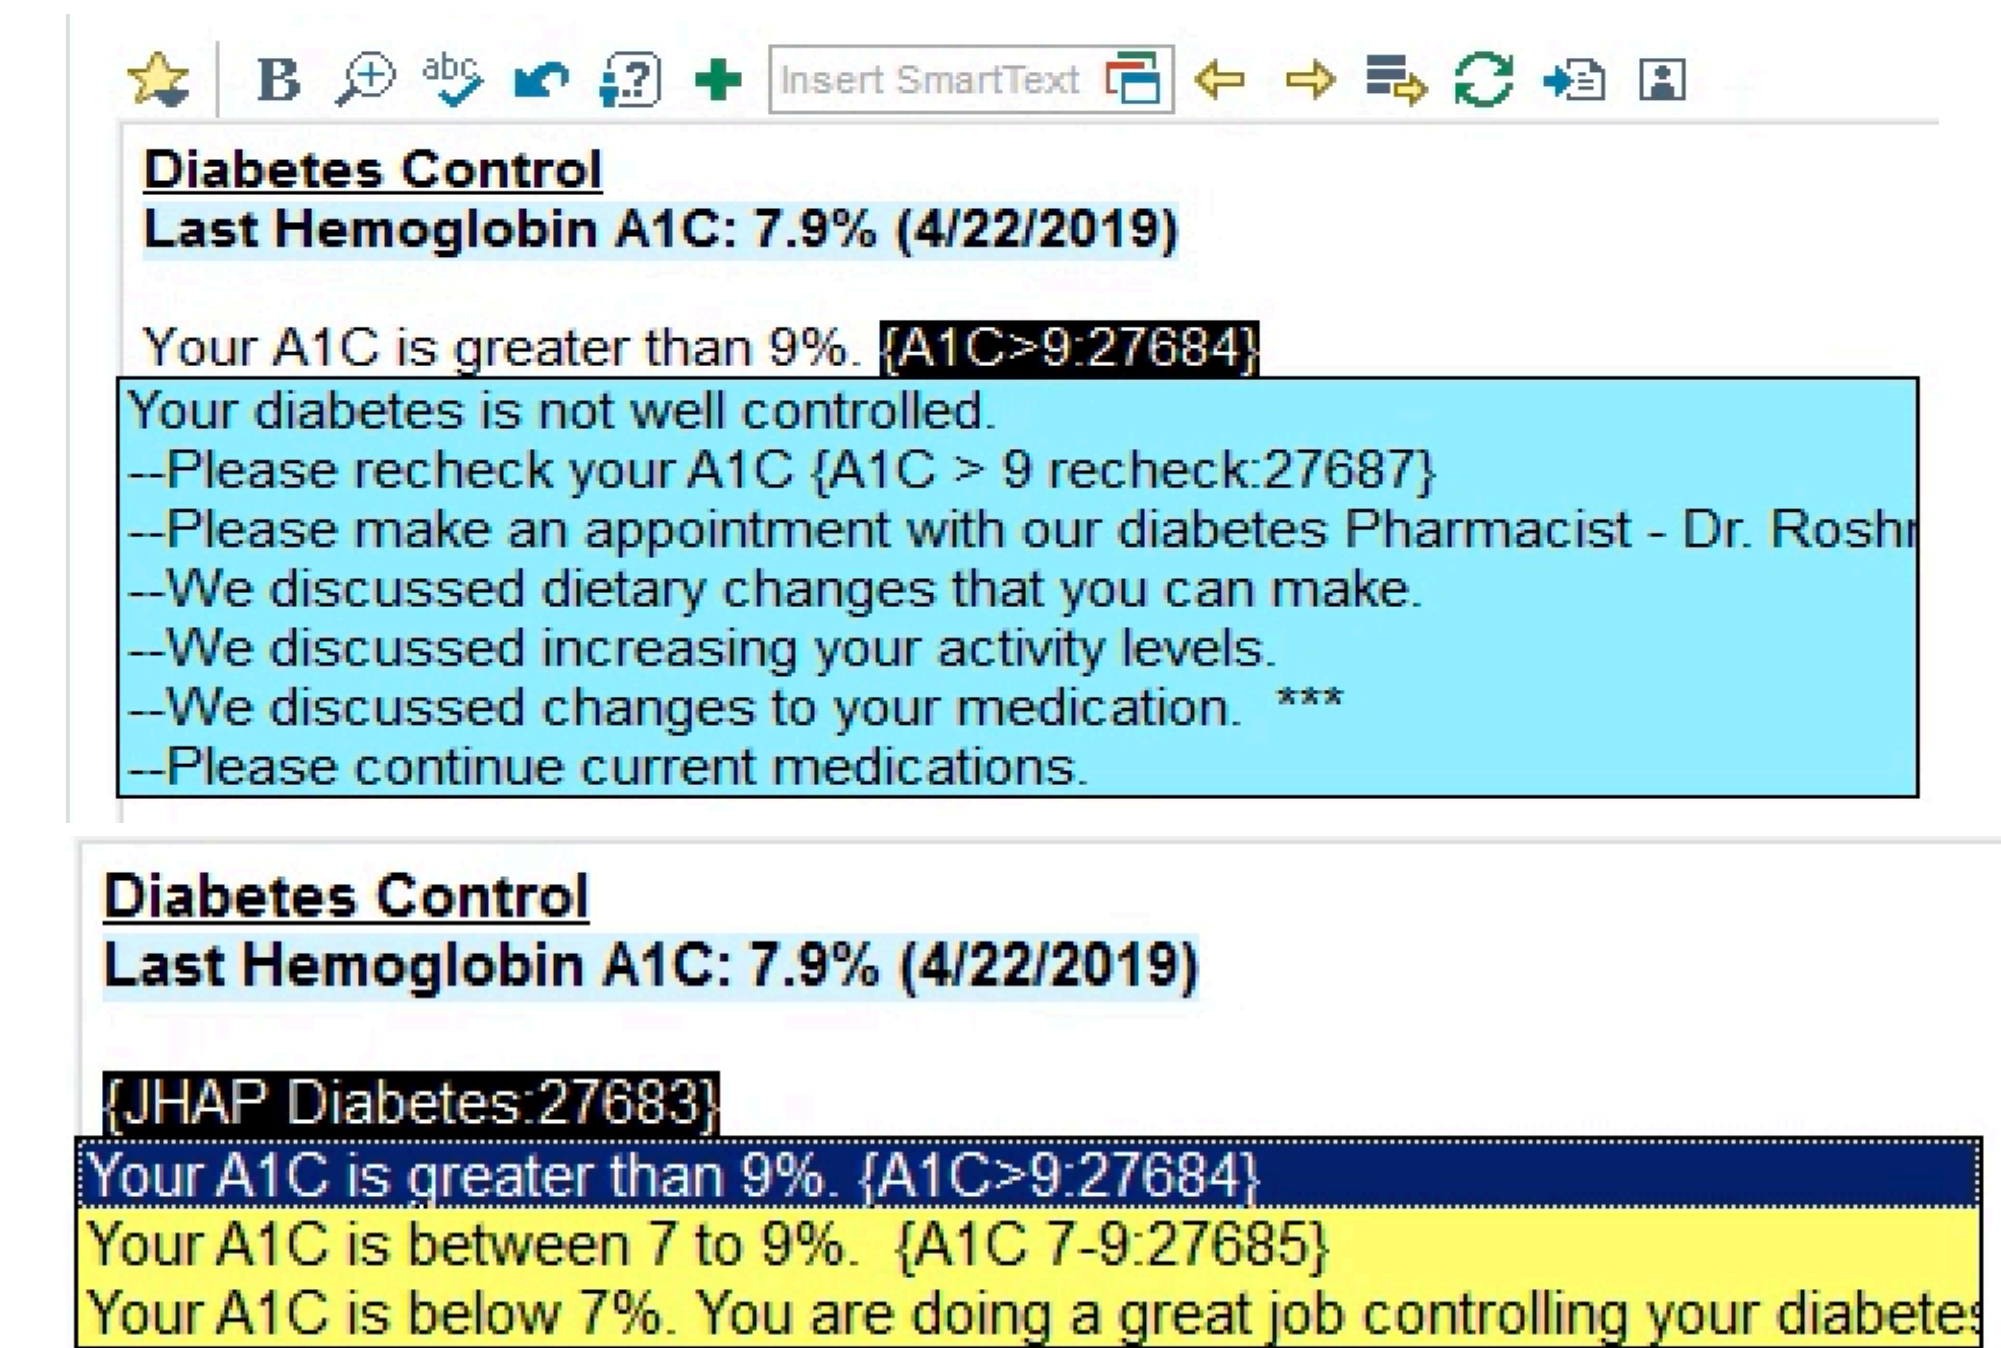 B abc ? Insert SmartText
Diabetes Control
Last Hemoglobin A1C: 7.9% (4/22/2019)
Your A1C is greater than 9%. {A1C>9:27684}
Your diabetes is not well controlled.
--Please recheck your A1C {A1C > 9 recheck:27687}
--Please make an appointment with our diabetes Pharmacist - Dr.
--We discussed dietary changes that you can make.
--We discussed increasing your activity levels.
--We discussed changes to your medication. ***
--Please continue current medications.
Diabetes Control
Last Hemoglobin A1C: 7.9% (4/22/2019)
{JHAP Diabetes:27683}
Your A1C is greater than 9%. {A1C>9:27684}
Your A1C is between 7 to 9%. {A1C 7-9:27685}
Your A1C is below 7%. You are doing a great job controlling your diabetes